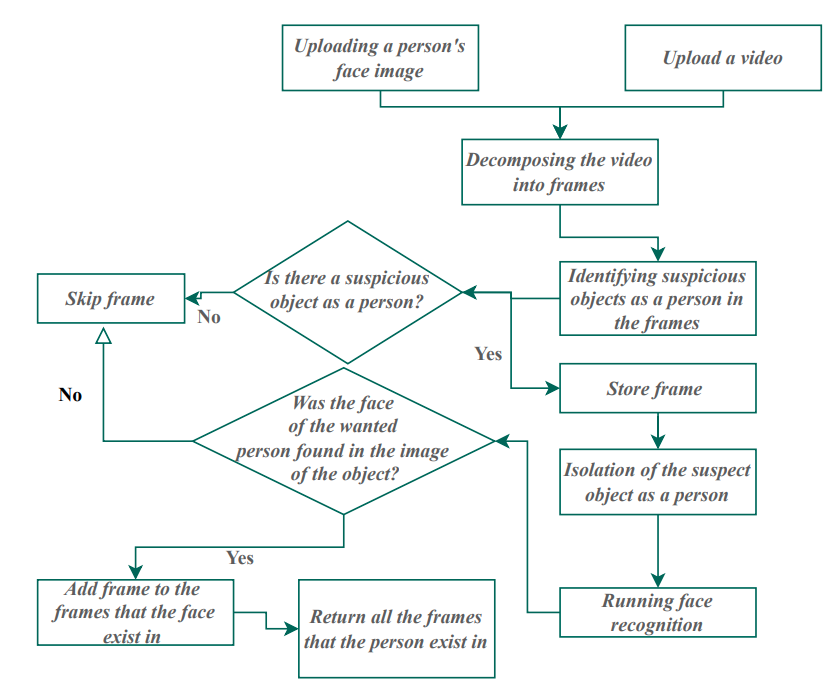 Uploading a person's
face image
Upload a video
Decomposing the video
into frames
Is there a suspicious
object as a person?
Identifying suspicious
objects as a person in
the frames
Skip frame
No
Yes
Store frame
No
Was the face
of the wanted
person found in the image
of the object?
Isolation of the suspect
object as a person
Yes
Add frame to the
frames that the face
exist in
Return all the frames
that the person exist in
Running face
recognition